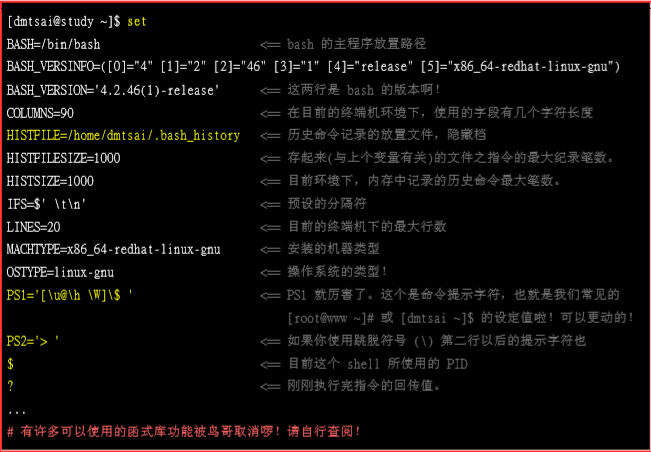 [dmtsai@study ~]$ set
BASH=/bin/bash <== bash 的主程序放置路径
BASH_VERSINFO=([0]="4" [1]="2" [2]="46" [3]="1" [4]="release" [5]="x86_64-redhat-linux-gnu")
BASH_VERSION='4.2.46(1)-release' <== 这两行是 bash 的版本啊！
COLUMNS=90 <== 在目前的终端机环境下，使用的字段有几个字符长度
HISTFILE=/home/dmtsai/.bash_history <== 历史命令记录的放置文件，隐藏档
HISTFILESIZE=1000 <== 存起来(与上个变量有关)的文件之指令的最大纪录笔数。
HISTSIZE=1000 <== 目前环境下，内存中记录的历史命令最大笔数。
IFS=$' \t\n' <== 预设的分隔符
LINES=20 <== 目前的终端机下的最大行数
MACHTYPE=x86_64-redhat-linux-gnu <== 安装的机器类型
OSTYPE=linux-gnu <== 操作系统的类型！
PS1='[\u@\h \W]\$ ' <== PS1 就厉害了。这个是命令提示字符，也就是我们常见的
[root@www ~]# 或 [dmtsai ~]$ 的设定值啦！可以更动的！
PS2='> ' <== 如果你使用跳脱符号 (\) 第二行以后的提示字符也
$ <== 目前这个 shell 所使用的 PID
? <== 刚刚执行完指令的回传值。
...
# 有许多可以使用的函式库功能被鸟哥取消啰！请自行查阅！